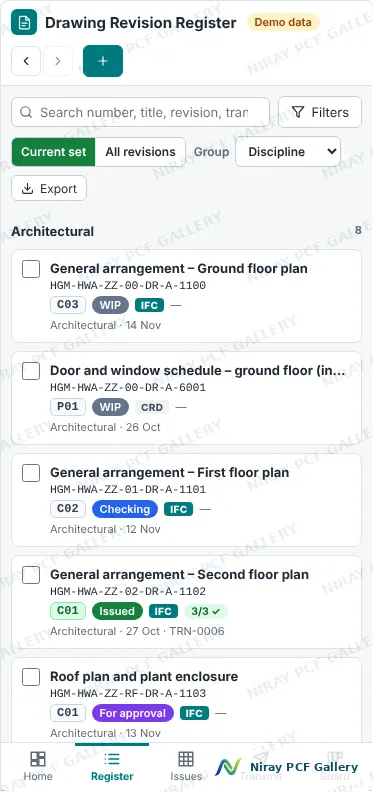 Drawing Revision Register Demo data
Search number, title, revision, tran
Filters
Current set All revisions Group Discipline
Export
Architectural 8
General arrangement – Ground floor plan
HGM-HWA-ZZ-00-DR-A-1100
C03 WIP IFC —
Architectural · 14 Nov
Door and window schedule – ground floor (in...
HGM-HWA-ZZ-00-DR-A-6001
P01 WIP CRD —
Architectural · 26 Oct
General arrangement – First floor plan
HGM-HWA-ZZ-01-DR-A-1101
C02 Checking IFC —
Architectural · 12 Nov
General arrangement – Second floor plan
HGM-HWA-ZZ-02-DR-A-1102
C01 Issued IFC 3/3 ✓
Architectural · 27 Oct · TRN-0006
Roof plan and plant enclosure
HGM-HWA-ZZ-RF-DR-A-1103
C01 For approval IFC —
Architectural · 13 Nov
Home Register Issues Transmit Board
Niray PCF Gallery
NIRAY PCF GALLERY